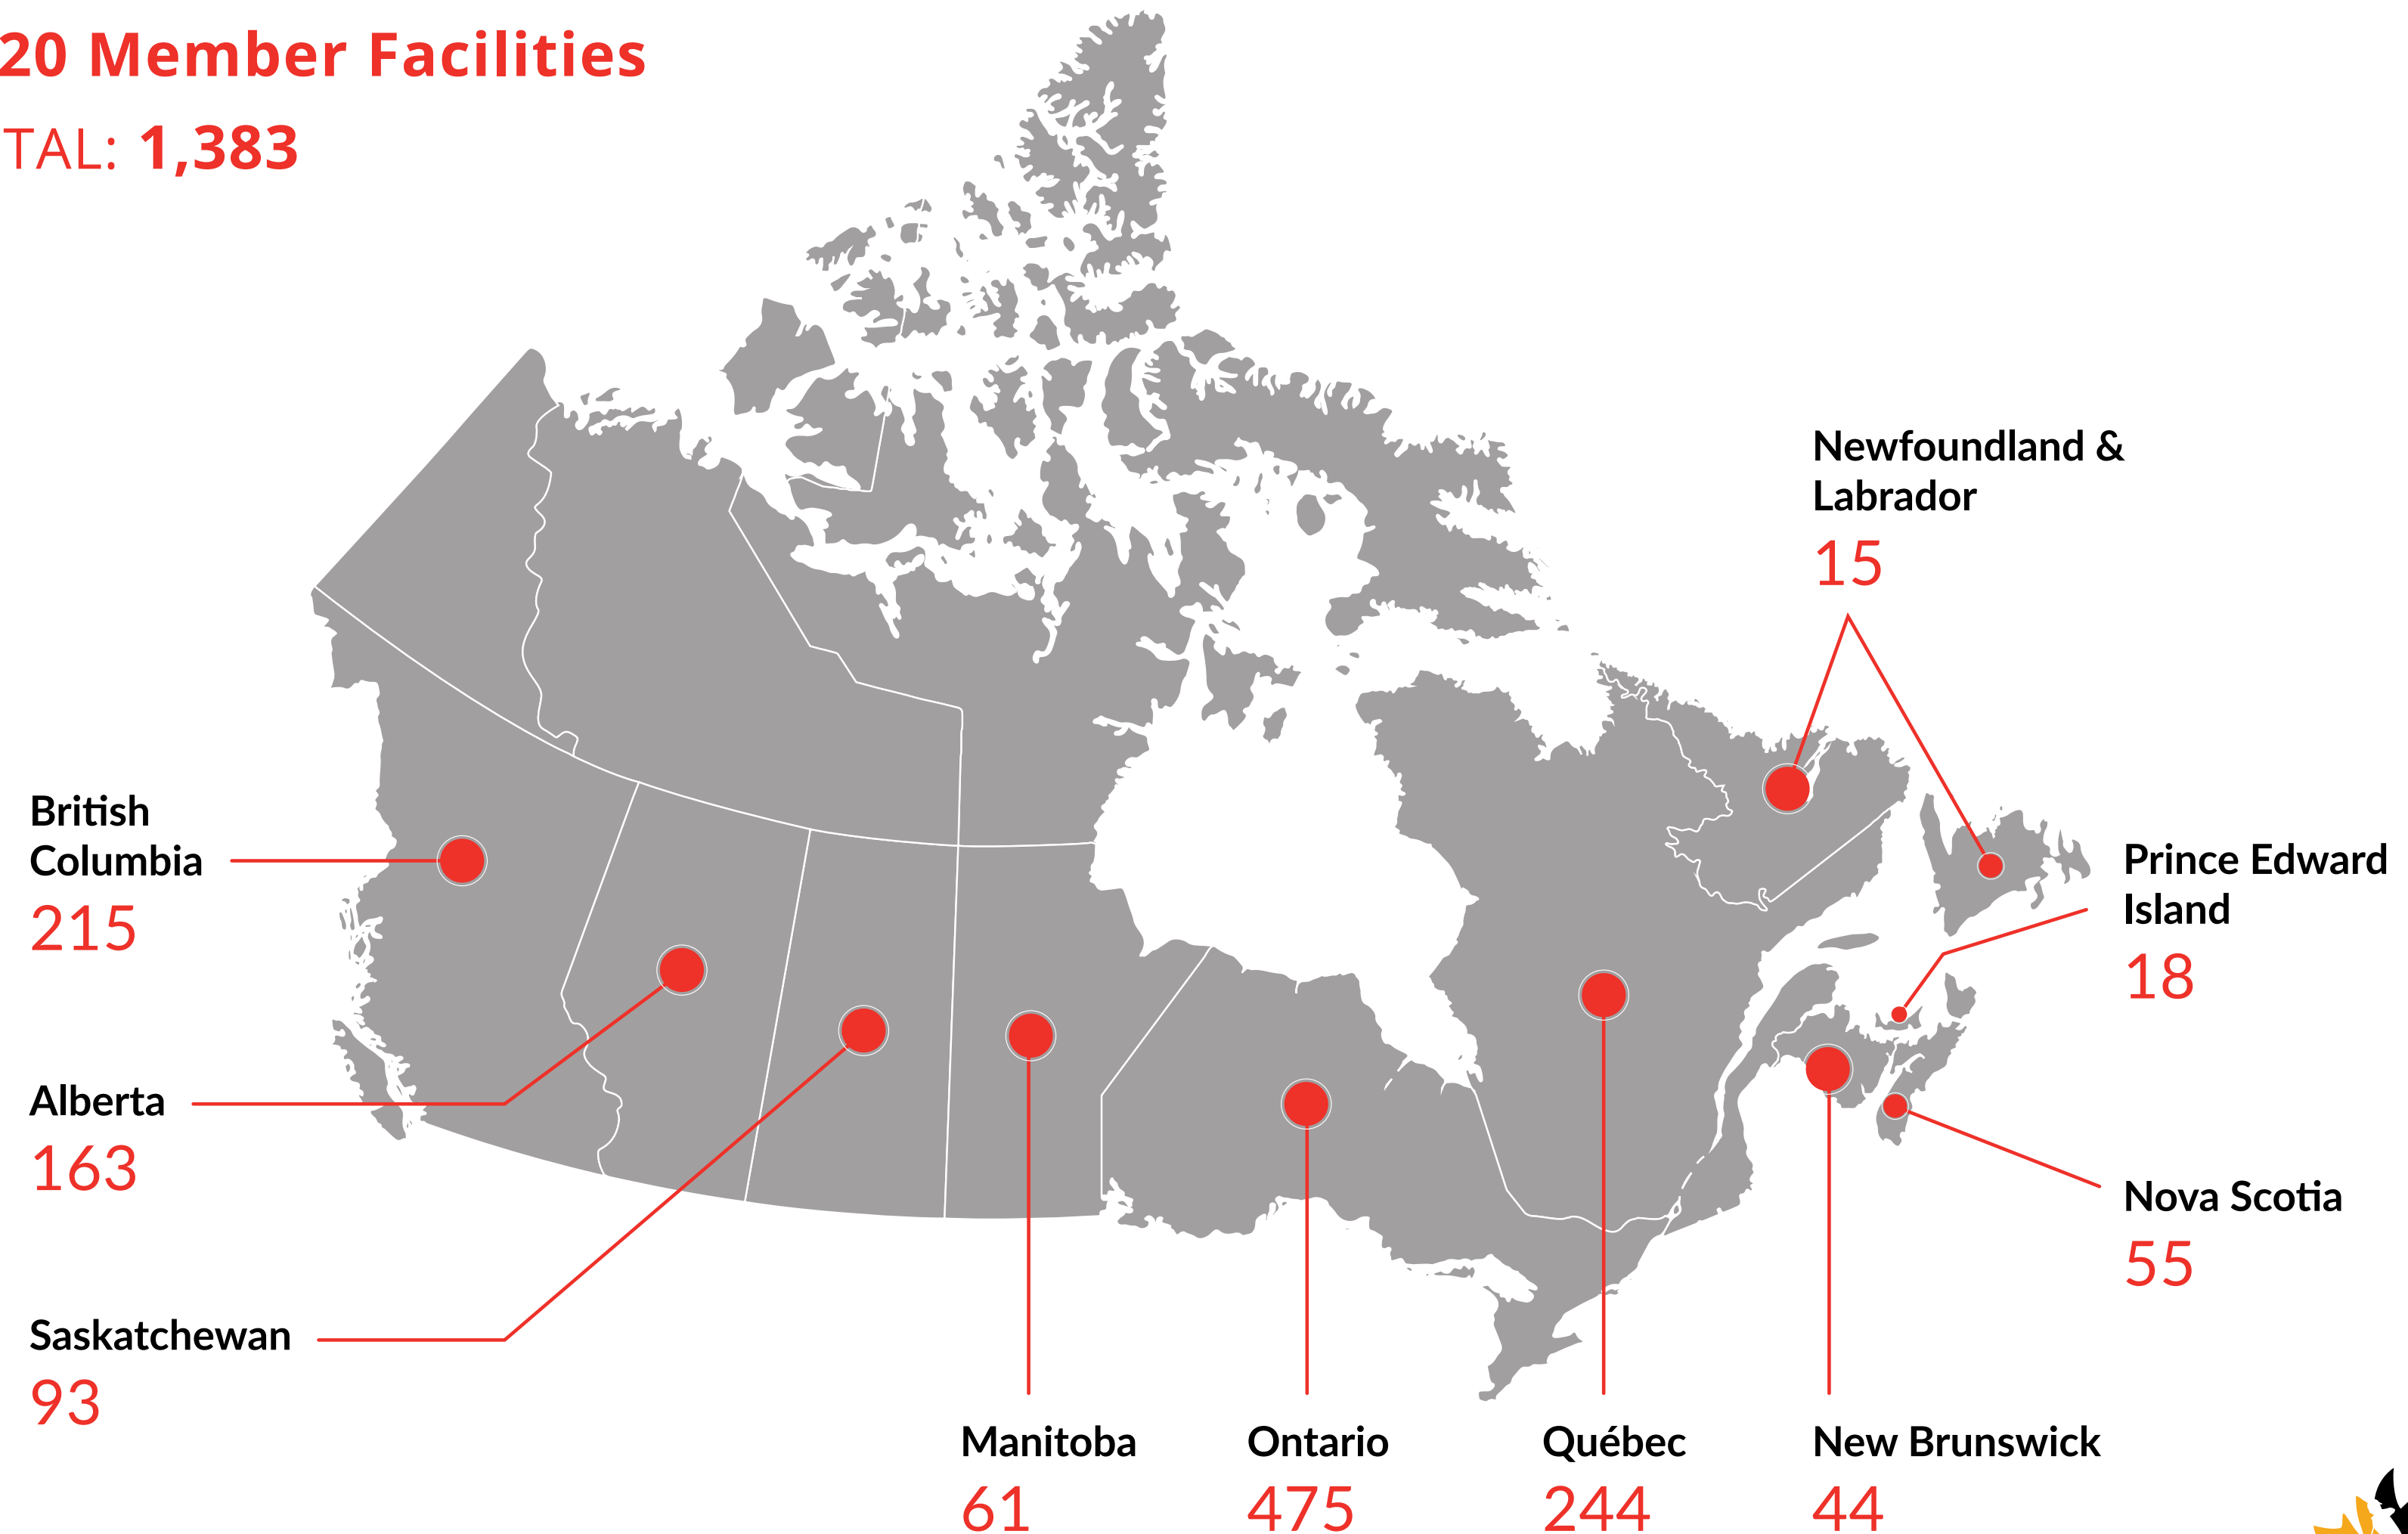 20 Member Facilities
TAL: 1,383
Newfoundland &
Labrador
15
British
Columbia
215
Prince Edward
Island
18
Alberta
163
Nova Scotia
55
Saskatchewan
93
Manitoba
61
Ontario
475
Québec
244
New Brunswick
44